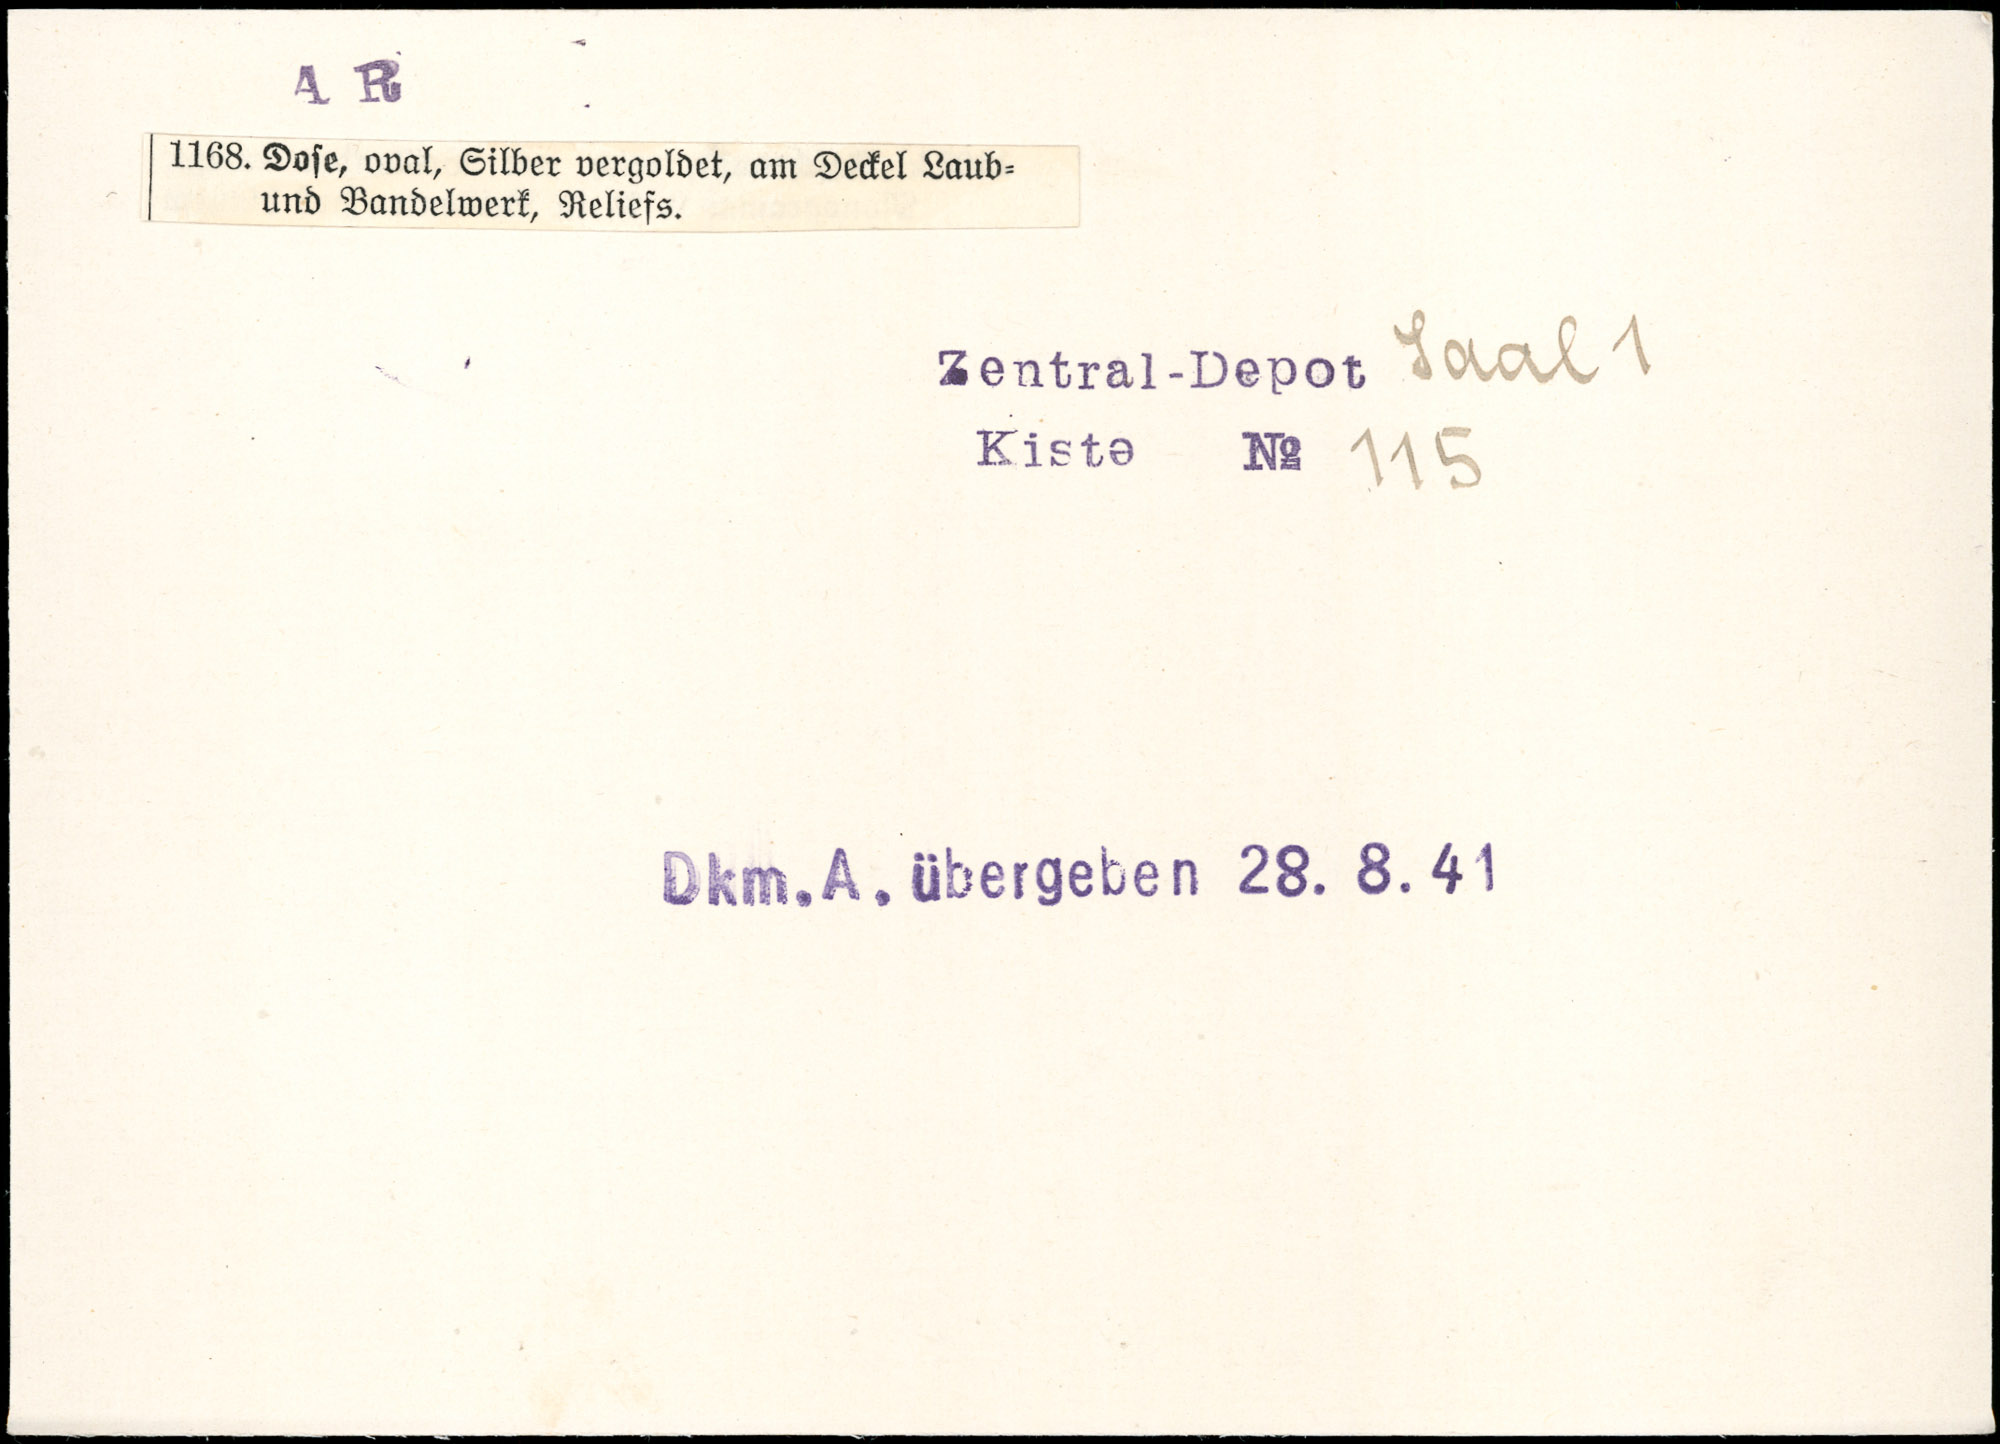 A R
1168. Dose, oval, Silber vergoldet, am Deckel Laub-
und Bandelwerk, Reliefs.
Zentral-Depot Saal 1
Kiste № 115
Dkm.A. übergeben 28. 8. 41